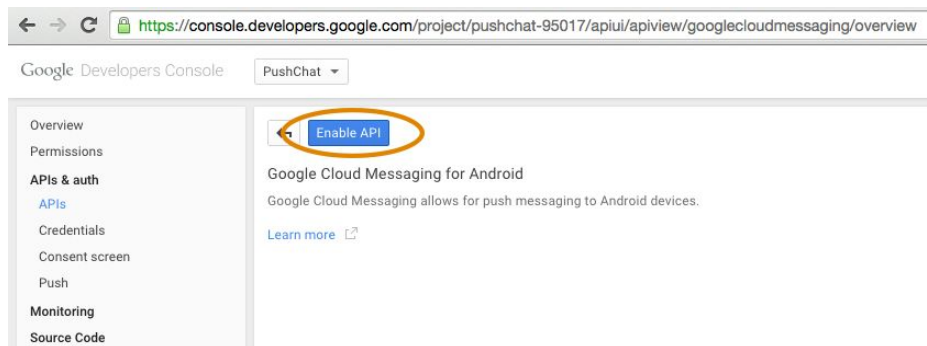 https://console.developers.google.com/project/pushchat-95017/apiui/apiview/googlecloudmessaging/overview
Google Developers Console
PushChat
Overview
Permissions
APIs & auth
APIs
Credentials
Consent screen
Push
Monitoring
Source Code
Enable API
Google Cloud Messaging for Android
Google Cloud Messaging allows for push messaging to Android devices.
Learn more